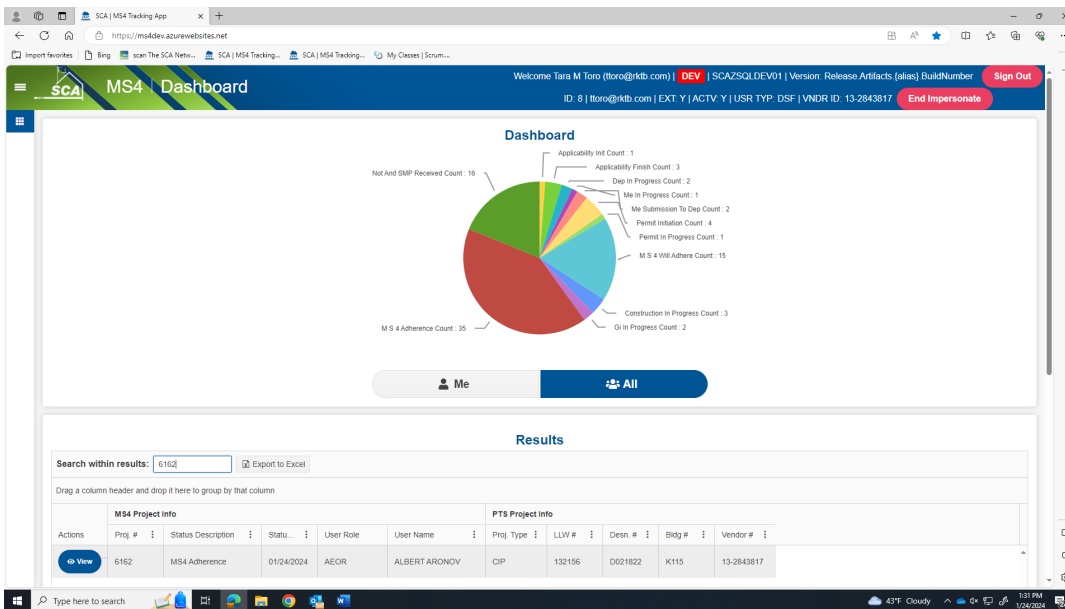 SCA | MS4 Tracking App
https://ms4dev.azurewebsites.net
Import favorites Bing scan The SCA Netw... SCA | MS4 Tracking... SCA | MS4 Tracking... My Classes | Scrum....
SCA MS4 | Dashboard
Welcome Tara M Toro (ttoro@rktb.com) | DEV | SCAZSQLDEV01 | Version: Release.Artifacts.{alias}.BuildNumber Sign Out
ID: 8 | ttoro@rktb.com | EXT: Y | ACTV: Y | USR TYP: DSF | VNDR ID: 13-2843817 End Impersonate
Dashboard
Applicability Init Count : 1
Applicability Finish Count : 3
Not And SMP Received Count : 16
Dep In Progress Count : 2
Me In Progress Count : 1
Me Submission To Dep Count : 2
Permit Initiation Count : 4
Permit In Progress Count : 1
M S 4 Will Adhere Count : 15
Construction In Progress Count : 3
Gi In Progress Count : 2
M S 4 Adherence Count : 35
Me All
Results
Search within results: 6162 Export to Excel
Drag a column header and drop it here to group by that column
MS4 Project Info PTS Project Info
Actions Proj. # Status Description Statu... User Role User Name Proj. Type LLW # Desn. # Bldg # Vendor #
View 6162 MS4 Adherence 01/24/2024 AEOR ALBERT ARONOV CIP 132156 D021822 K115 13-2843817
Type here to search 43°F Cloudy 1:31 PM
1/24/2024